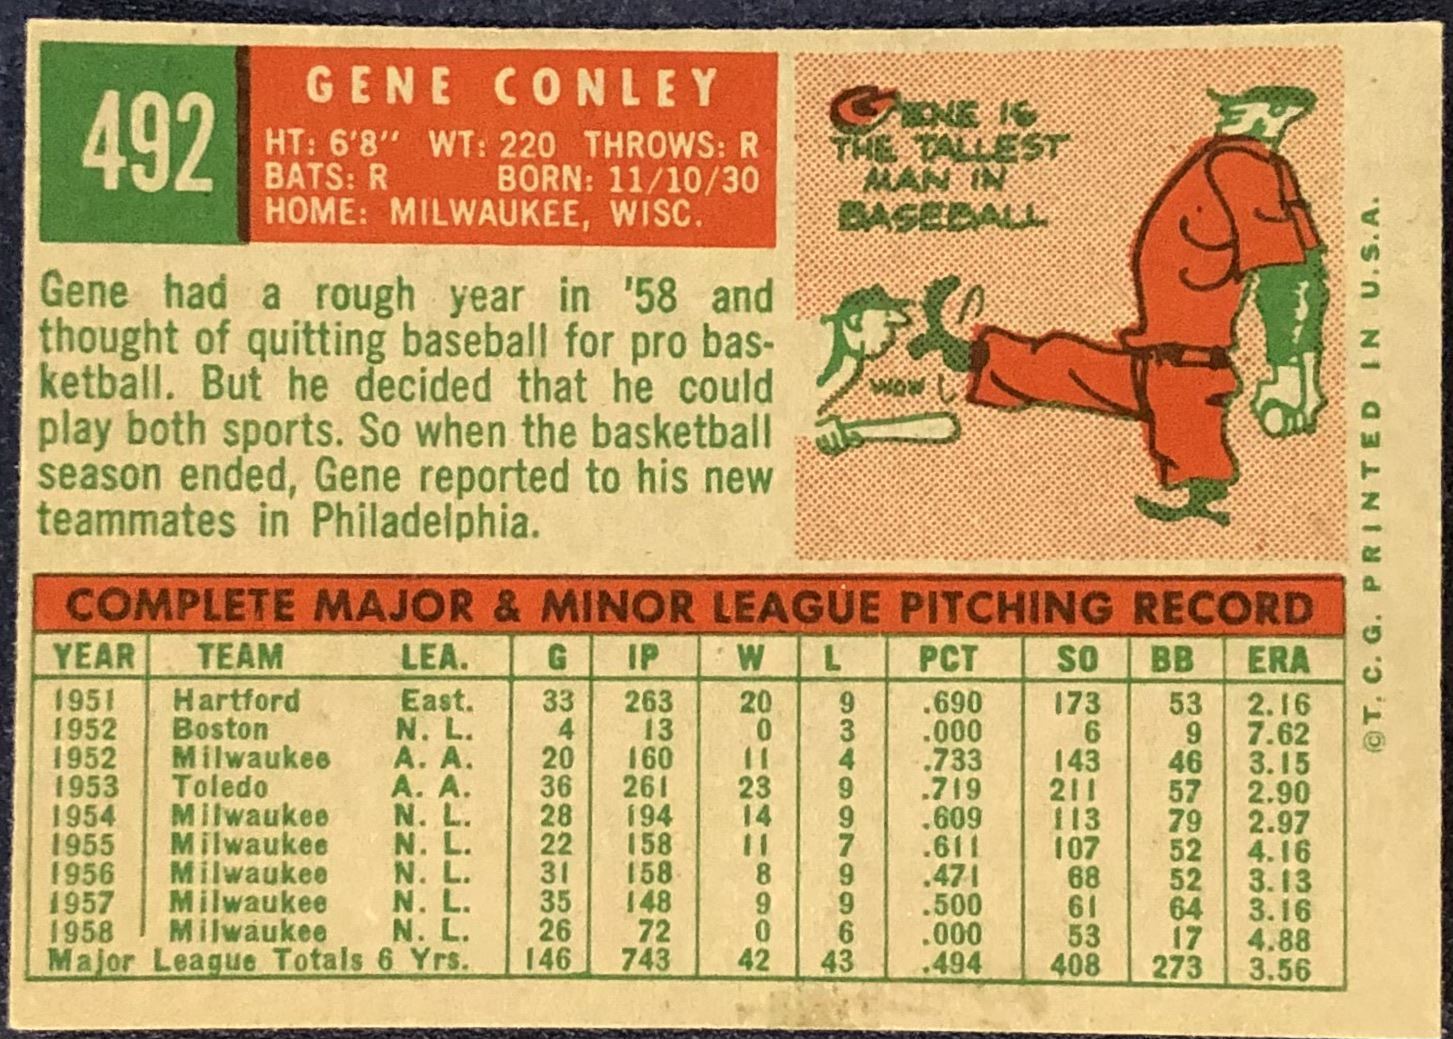 492
GENE CONLEY
HT: 6'8" WT: 220 THROWS: R
BATS: R BORN: 11/10/30
HOME: MILWAUKEE, WISC.
Gene had a rough year in '58 and
thought of quitting baseball for pro bas-
ketball. But he decided that he could
play both sports. So when the basketball
season ended, Gene reported to his new
teammates in Philadelphia.
GENE IS
THE TALLEST
MAN IN
BASEBALL
WOW!
COMPLETE MAJOR & MINOR LEAGUE PITCHING RECORD
YEAR TEAM LEA. G IP W L PCT SO BB ERA
1951 Hartford East. 33 263 20 9 .690 173 53 2.16
1952 Boston N. L. 4 13 0 3 .000 6 9 7.62
1952 Milwaukee A. A. 20 160 11 4 .733 143 46 3.15
1953 Toledo A. A. 36 261 23 9 .719 211 57 2.90
1954 Milwaukee N. L. 28 194 14 9 .609 113 79 2.97
1955 Milwaukee N. L. 22 158 11 7 .611 107 52 4.16
1956 Milwaukee N. L. 31 158 8 9 .471 68 52 3.13
1957 Milwaukee N. L. 35 148 9 9 .500 61 64 3.16
1958 Milwaukee N. L. 26 72 0 6 .000 53 17 4.88
Major League Totals 6 Yrs. 146 743 42 43 .494 408 273 3.56
©T. C. G. PRINTED IN U.S.A.